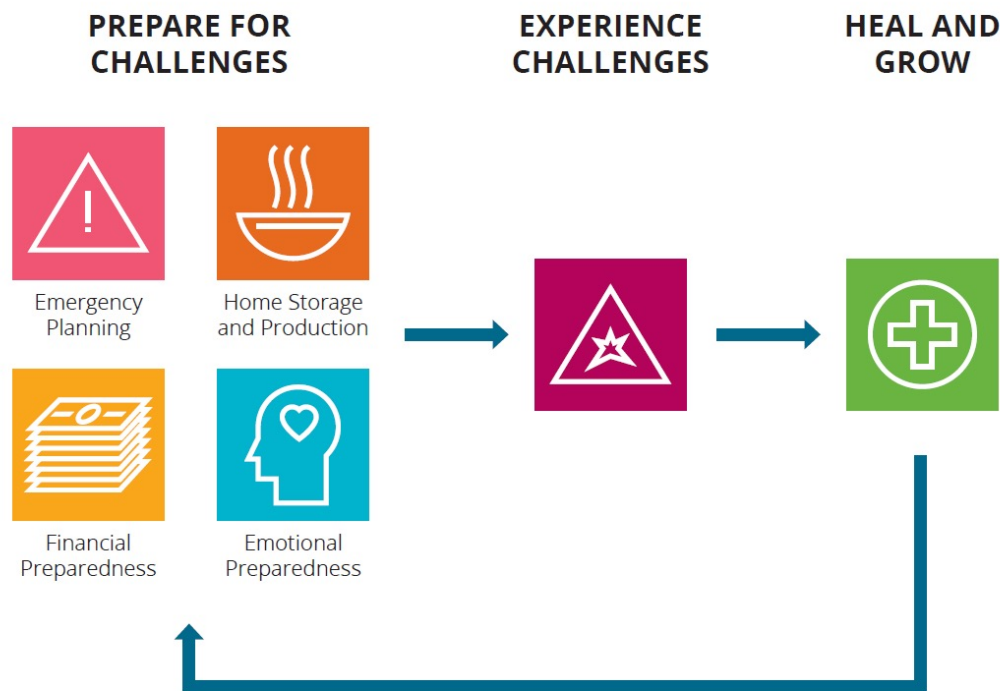 PREPARE FOR
CHALLENGES
EXPERIENCE
CHALLENGES
HEAL AND
GROW
!
Emergency
Planning
Home Storage
and Production
Financial
Preparedness
Emotional
Preparedness